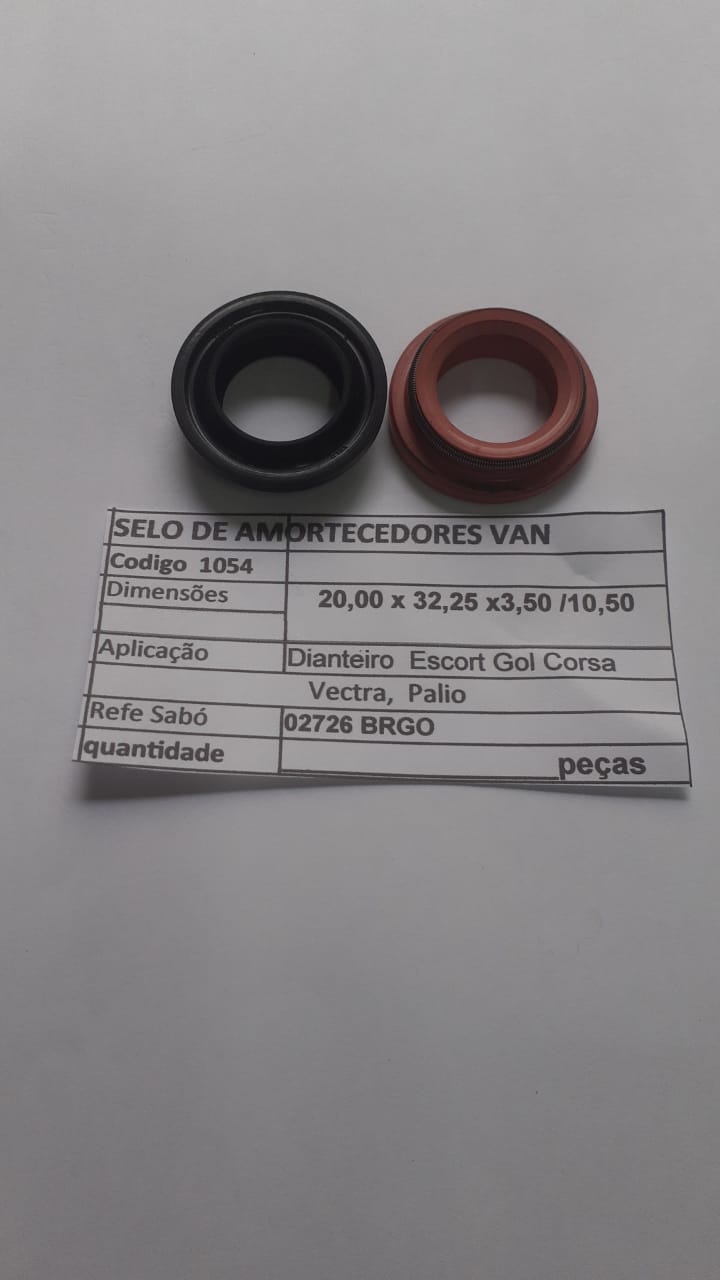 SELO DE AMORTECEDORES VAN
Codigo 1054
Dimensões 20,00 x 32,25 x3,50 /10,50
Aplicação Dianteiro Escort Gol Corsa
Vectra, Palio
Refe Sabó 02726 BRGO
quantidade peças